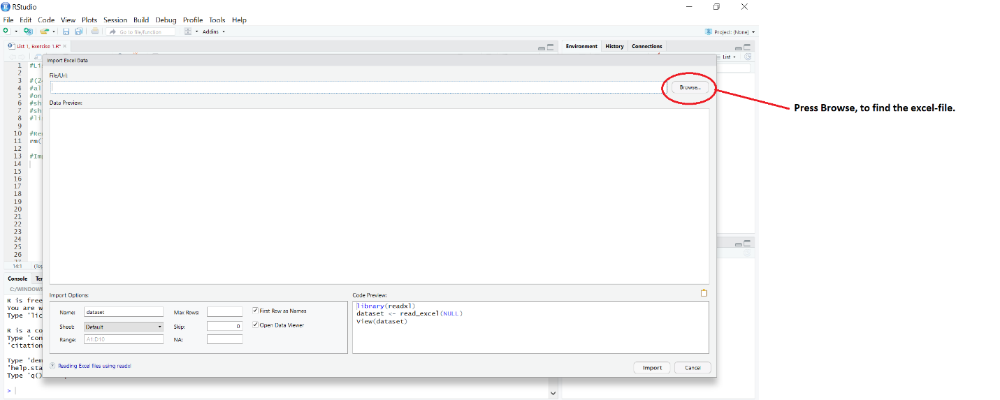 RStudio
File Edit Code View Plots Session Build Debug Profile Tools Help
Go to file/function Addins Project: (None)
List 1, Exercise 1.R* Environment History Connections
List
Import Excel Data
File/Url:
Browse...
Press Browse, to find the excel-file.
Data Preview:
1 #Lis
2
3 #(24
4 #al
5 #on
6 #sh
7 #sh
8 #li
9
10 #Re
11 rm(
12
13 #Im
14
15
16
17
18
19
20
21
22
23
24
25
26
27
14:1 (Top
Console Ter
C:/WINDOWS
R is free
You are w
Type 'lic
R is a co
Type 'con
'citation
Type 'dem
'help.sta
Type 'q()
>
Import Options:
Name: dataset Max Rows: First Row as Names
Sheet: Default Skip: 0 Open Data Viewer
Range: A1:D10 NA:
Code Preview:
library(readxl)
dataset <- read_excel(NULL)
View(dataset)
? Reading Excel files using readxl
Import Cancel